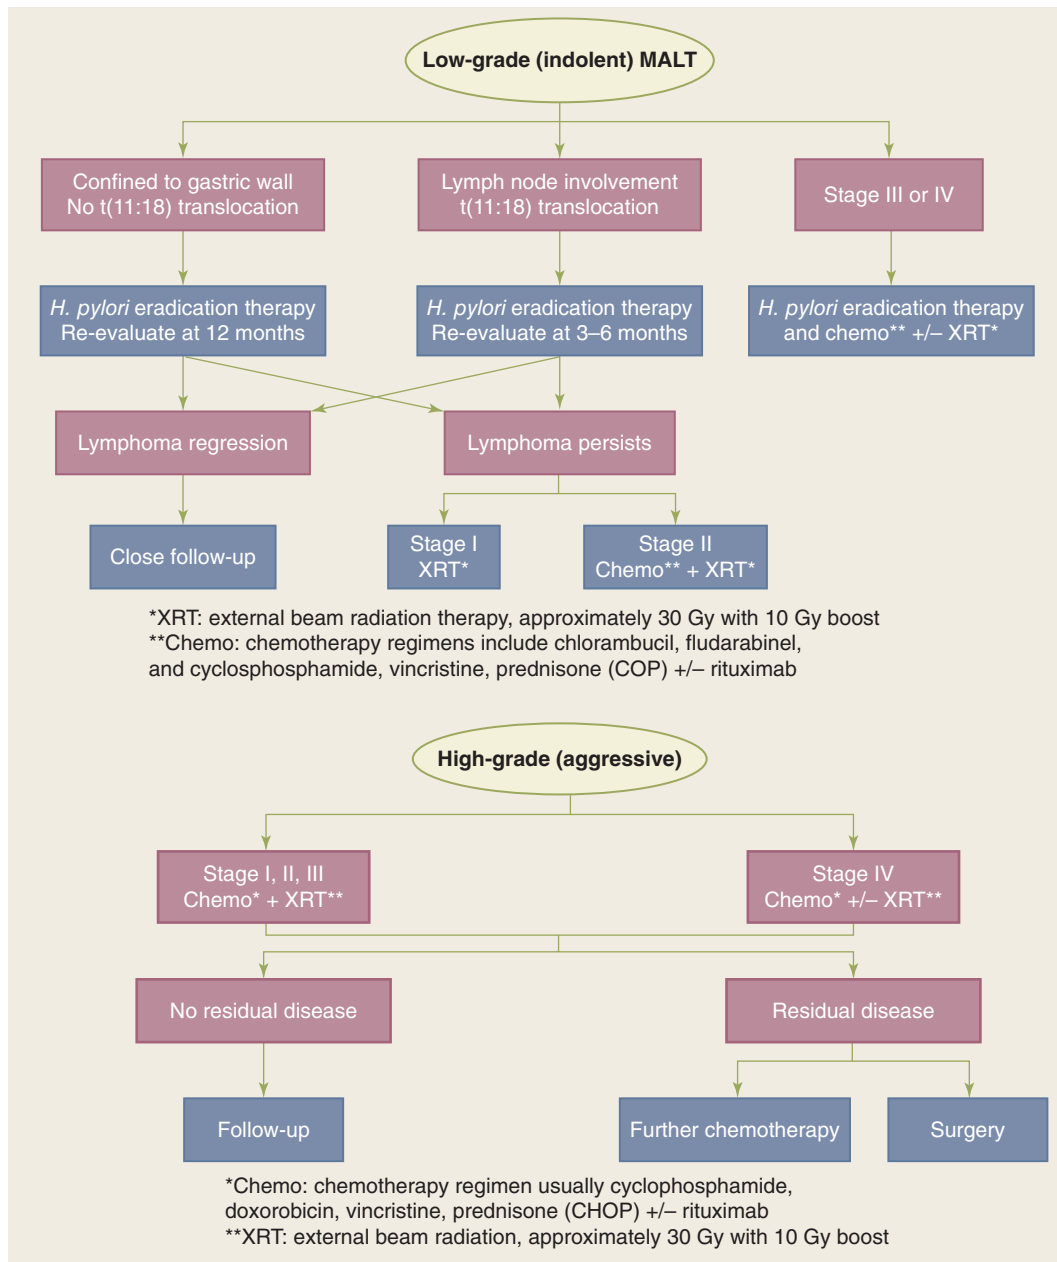 Low-grade (indolent) MALT
Confined to gastric wall
No t(11:18) translocation
Lymph node involvement
t(11:18) translocation
Stage III or IV
H. pylori eradication therapy
Re-evaluate at 12 months
H. pylori eradication therapy
Re-evaluate at 3–6 months
H. pylori eradication therapy
and chemo** +/– XRT*
Lymphoma regression
Lymphoma persists
Close follow-up
Stage I
XRT*
Stage II
Chemo** + XRT*
*XRT: external beam radiation therapy, approximately 30 Gy with 10 Gy boost
**Chemo: chemotherapy regimens include chlorambucil, fludarabinel,
and cyclosphosphamide, vincristine, prednisone (COP) +/– rituximab
High-grade (aggressive)
Stage I, II, III
Chemo* + XRT**
Stage IV
Chemo* +/– XRT**
No residual disease
Residual disease
Follow-up
Further chemotherapy
Surgery
*Chemo: chemotherapy regimen usually cyclophosphamide,
doxorobicin, vincristine, prednisone (CHOP) +/– rituximab
**XRT: external beam radiation, approximately 30 Gy with 10 Gy boost